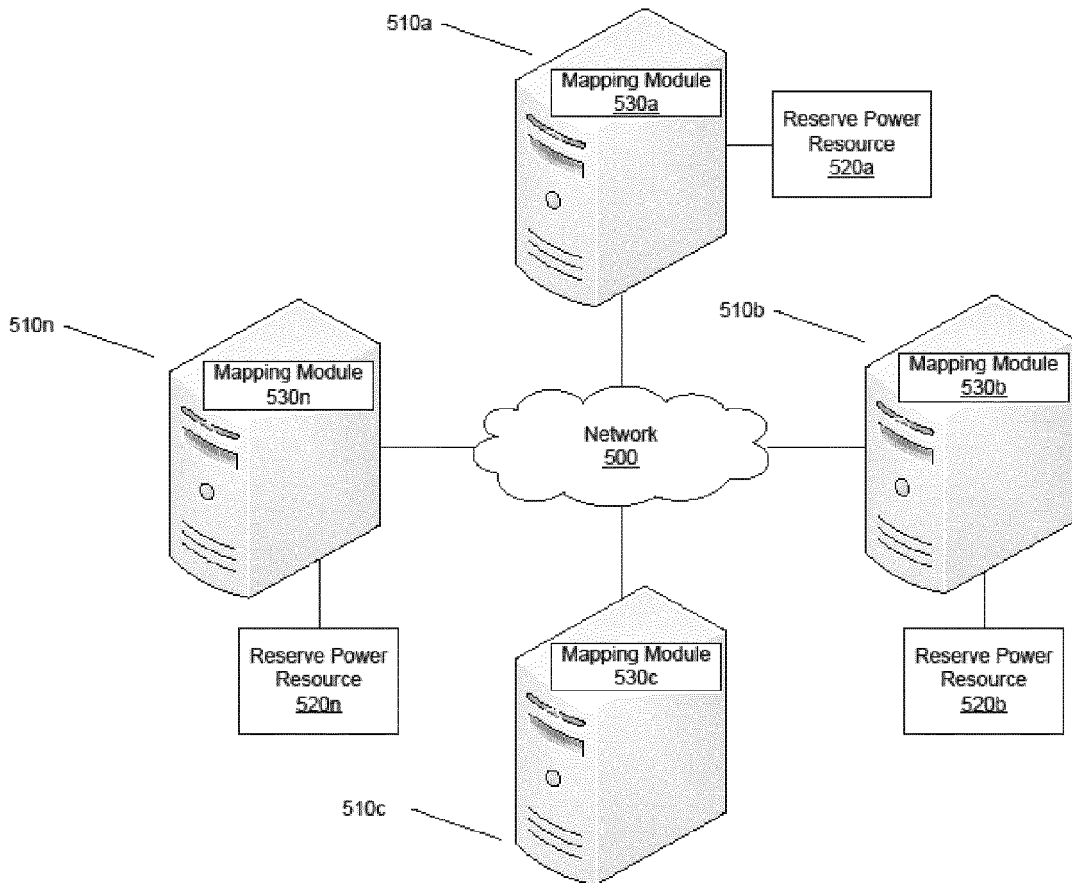 510a
Mapping Module
530a
Reserve Power
Resource
520a
510n
Mapping Module
530n
510b
Mapping Module
530b
Network
500
Reserve Power
Resource
520n
Mapping Module
530c
Reserve Power
Resource
520b
510c